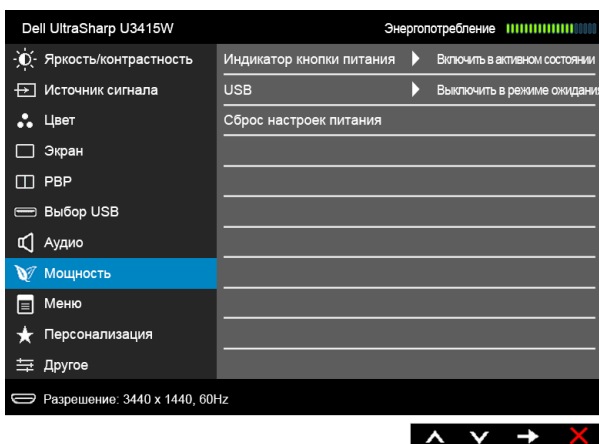 Dell UltraSharp U3415W
Энергопотребление
Яркость/контрастность
Индикатор кнопки питания
Включить в активном состоянии
Источник сигнала
USB
Выключить в режиме ожидания
Цвет
Сброс настроек питания
Экран
PBP
Выбор USB
Аудио
Мощность
Меню
Персонализация
Другое
Разрешение: 3440 x 1440, 60Hz